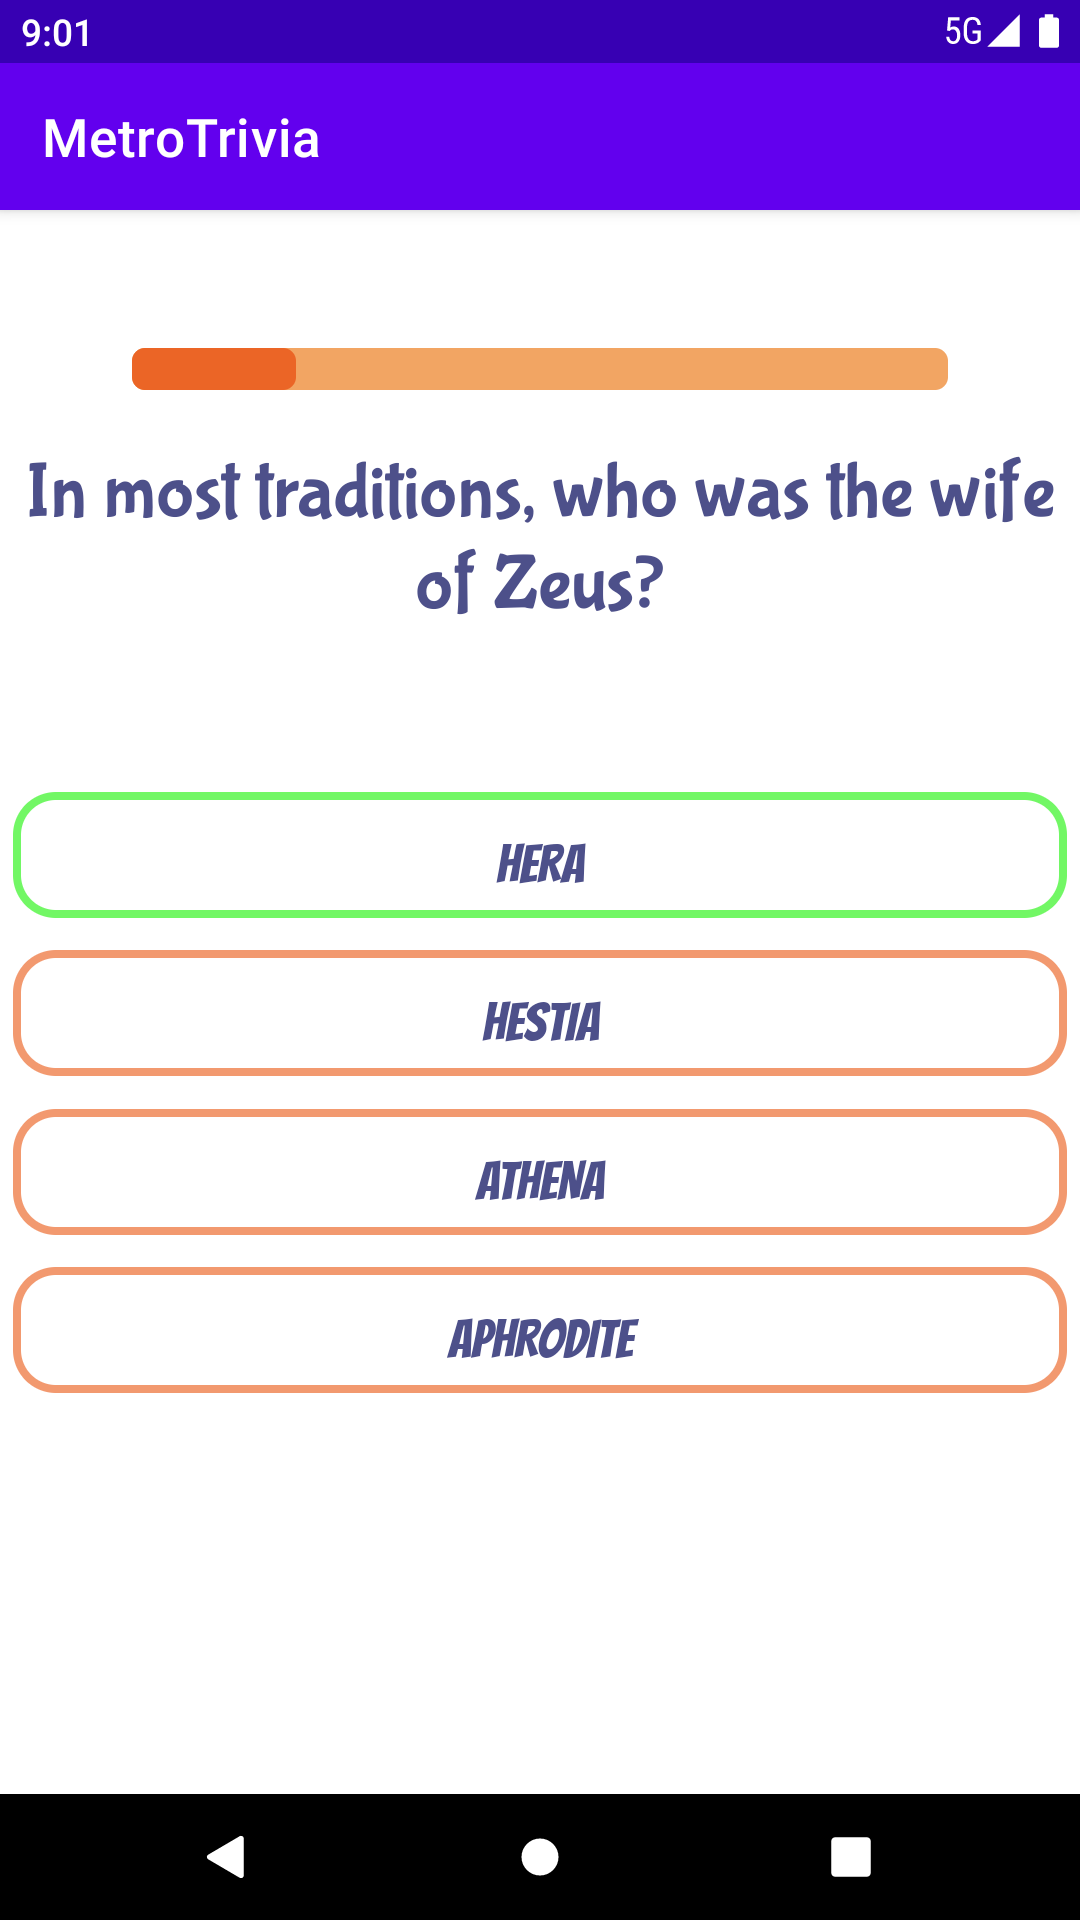 9:01 5G
MetroTrivia
In most traditions, who was the wife
of Zeus?
HERA
HESTIA
ATHENA
APHRODITE